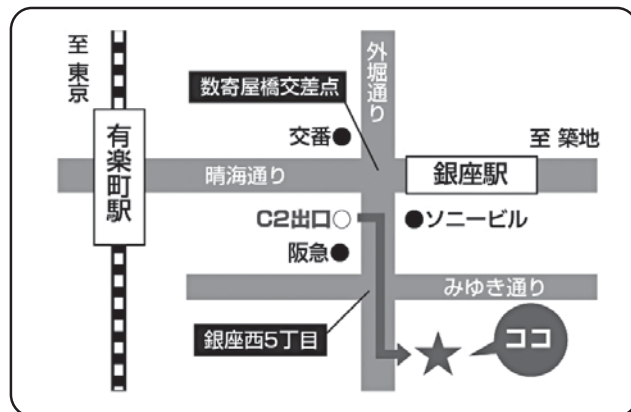 至 東京
外堀通り
数寄屋橋交差点
交番
至 築地
有楽町駅
晴海通り
銀座駅
C2出口
ソニービル
阪急
みゆき通り
銀座西5丁目
ココ